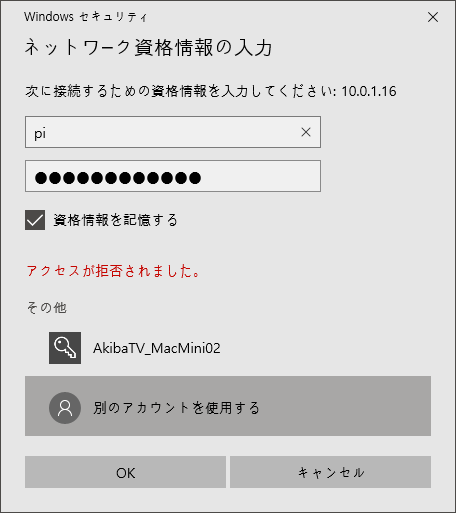 Windows セキュリティ
ネットワーク資格情報の入力
次に接続するための資格情報を入力してください: 10.0.1.16
pi
●●●●●●●●●●●●
資格情報を記憶する
アクセスが拒否されました。
その他
AkibaTV_MacMini02
別のアカウントを使用する
OK
キャンセル